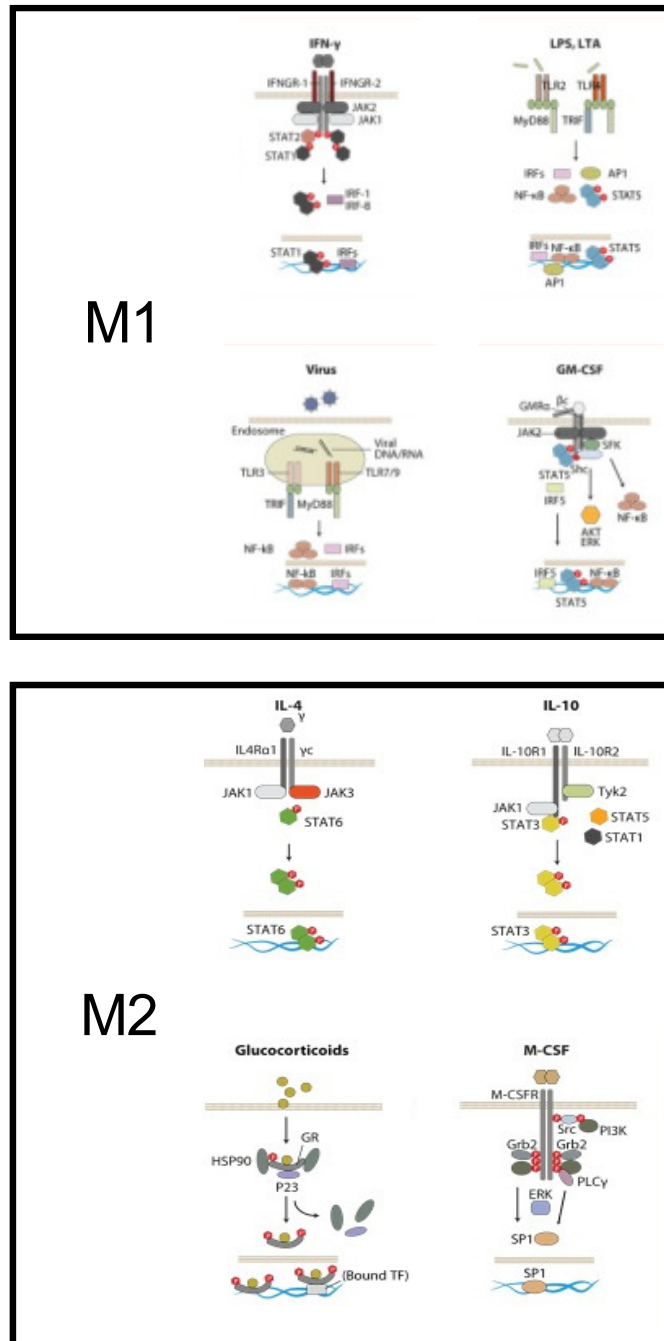 IFN-γ
IFNGR-1
IFNGR-2
JAK2
JAK1
STAT2
STAT1
IRF-1
IRF-8
STAT1
IRFs
LPS, LTA
TLR2
TLR4
MyD88
TRIF
IRFs
AP1
NF-κB
STAT5
IRFs
NF-κB
STAT5
AP1
M1
Virus
Endosome
Viral
DNA/RNA
TLR3
TLR7/9
TRIF
MyD88
NF-kB
IRFs
NF-kB
IRFs
GM-CSF
βc
GMRα
JAK2
SFK
Shc
STAT5
IRF5
NF-κB
AKT
ERK
IRF5
NF-κB
STAT5
IL-4
γ
IL4Rα1
γc
JAK1
JAK3
P
STAT6
P
P
STAT6
P
P
IL-10
IL-10R1
IL-10R2
Tyk2
JAK1
STAT3
P
STAT5
STAT1
P
P
STAT3
P
P
M2
Glucocorticoids
GR
HSP90
P
P
P23
P
P
P
P
P
P
(Bound TF)
M-CSF
M-CSFR
P
P
Src
PI3K
Grb2
Grb2
P
P
P
P
P
P
PLCγ
ERK
SP1
SP1